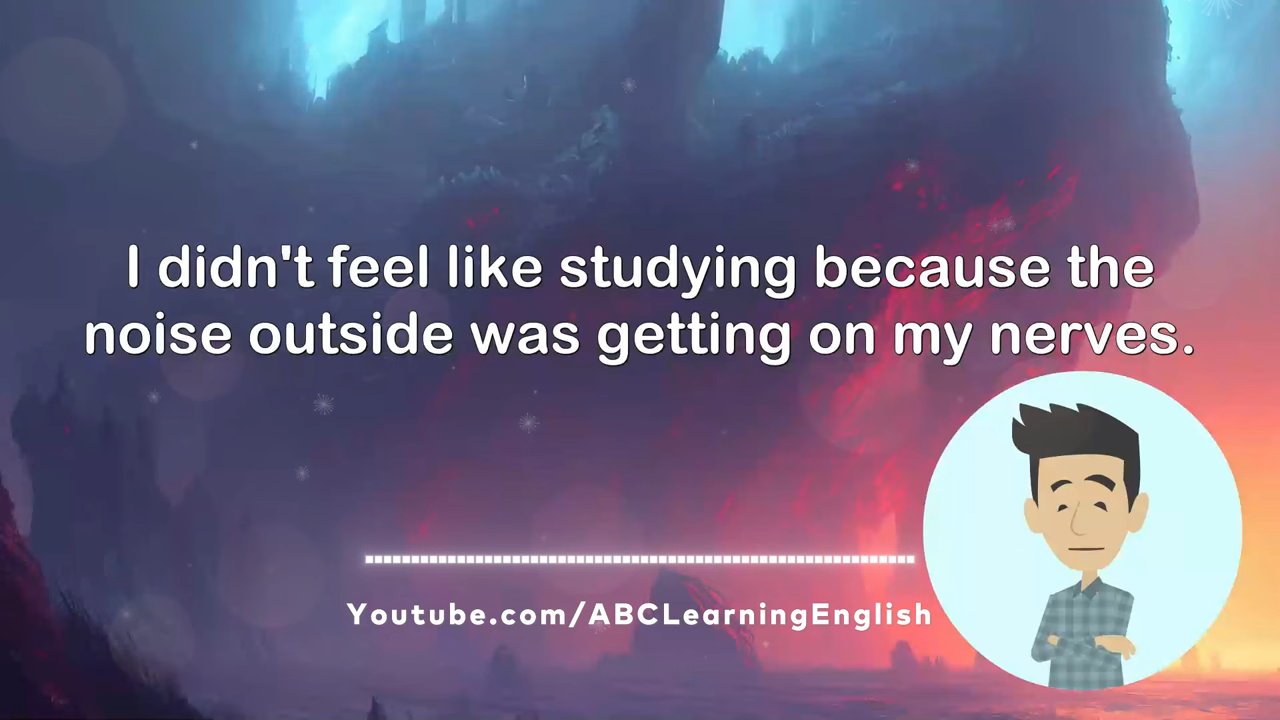 I didn't feel like studying because the
noise outside was getting on my nerves.
Youtube.com/ABCLearningEnglish